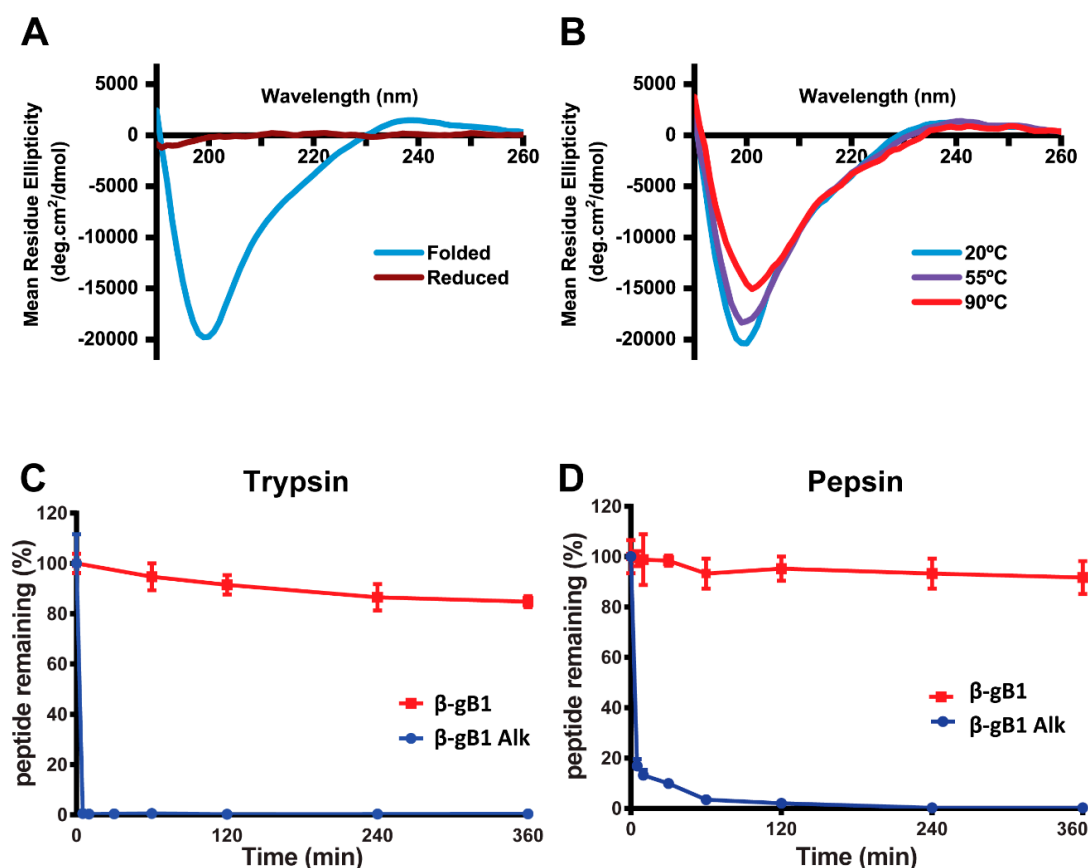 A
5000
0
-5000
-10000
-15000
-20000
Mean Residue Ellipticity
(deg.cm²/dmol)
Wavelength (nm)
200
220
240
260
Folded
Reduced
B
5000
0
-5000
-10000
-15000
-20000
Mean Residue Ellipticity
(deg.cm²/dmol)
Wavelength (nm)
200
220
240
260
20ºC
55ºC
90ºC
C
Trypsin
120
100
80
60
40
20
0
peptide remaining (%)
β-gB1
β-gB1 Alk
0
120
240
360
Time (min)
D
Pepsin
120
100
80
60
40
20
0
peptide remaining (%)
β-gB1
β-gB1 Alk
0
120
240
360
Time (min)